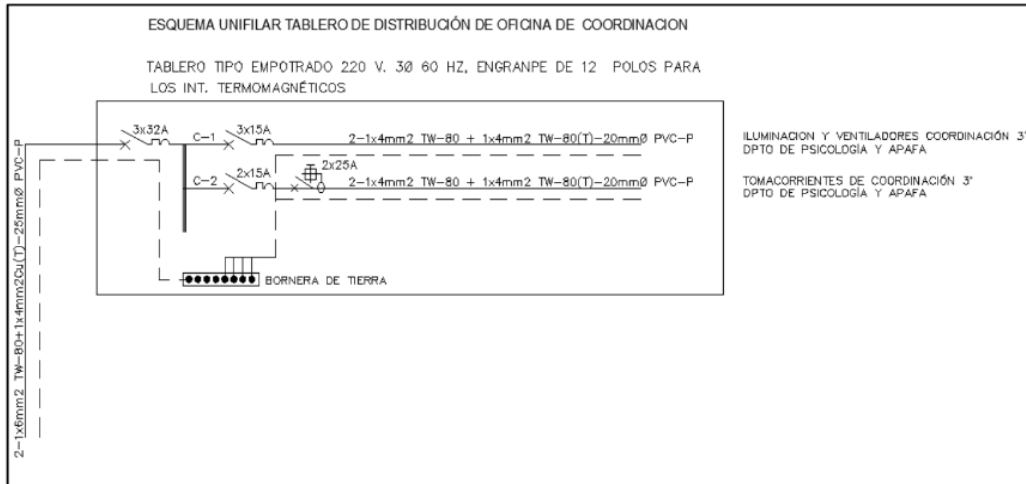 ESQUEMA UNIFILAR TABLERO DE DISTRIBUCIÓN DE OFICINA DE COORDINACION
TABLERO TIPO EMPOTRADO 220 V. 3Ø 60 HZ, ENGRANPE DE 12 POLOS PARA
LOS INT. TERMOMAGNÉTICOS
3x32A
C-1
3x15A
2-1x4mm2 TW-80 + 1x4mm2 TW-80(T)-20mmØ PVC-P
ILUMINACION Y VENTILADORES COORDINACIÓN 3°
DPTO DE PSICOLOGÍA Y APAFA
C-2
2x15A
2x25A
2-1x4mm2 TW-80 + 1x4mm2 TW-80(T)-20mmØ PVC-P
TOMACORRIENTES DE COORDINACIÓN 3°
DPTO DE PSICOLOGÍA Y APAFA
BORNERA DE TIERRA
2-1x6mm2 TW-80+1x4mm2Cu(T)-25mmØ PVC-P